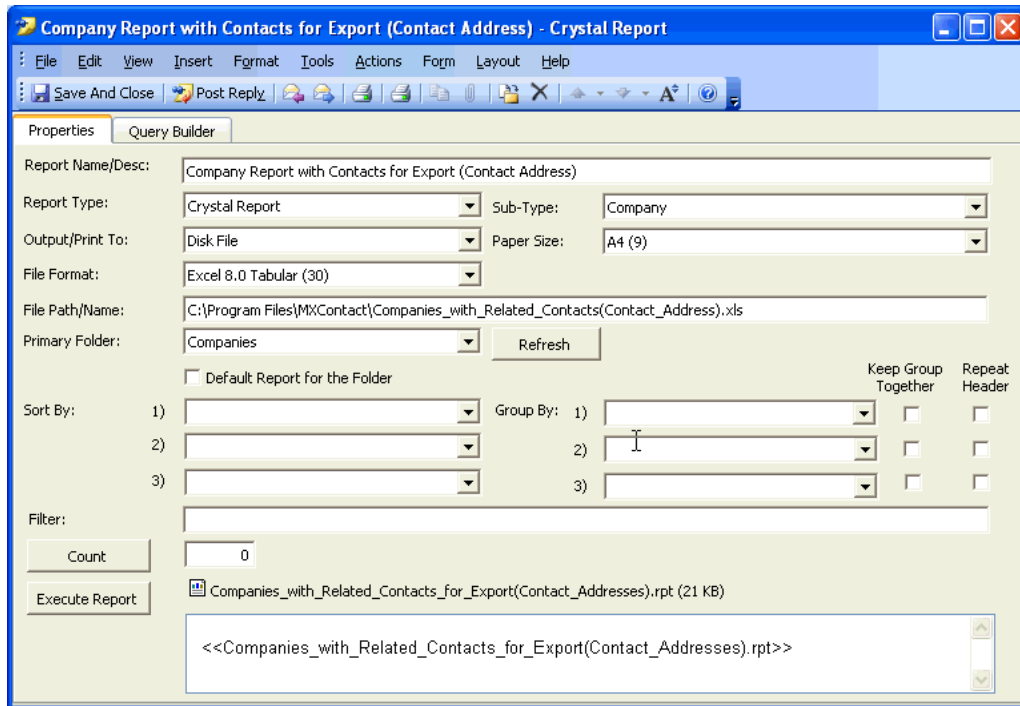 Company Report with Contacts for Export (Contact Address) - Crystal Report
File Edit View Insert Format Tools Actions Form Layout Help
Save And Close Post Reply A
Properties Query Builder
Report Name/Desc: Company Report with Contacts for Export (Contact Address)
Report Type: Crystal Report Sub-Type: Company
Output/Print To: Disk File Paper Size: A4 (9)
File Format: Excel 8.0 Tabular (30)
File Path/Name: C:\Program Files\MXContact\Companies_with_Related_Contacts(Contact_Address).xls
Primary Folder: Companies Refresh
Default Report for the Folder Keep Group Together Repeat Header
Sort By: 1) Group By: 1)
2) 2)
3) 3)
Filter:
Count 0
Execute Report Companies_with_Related_Contacts_for_Export(Contact_Addresses).rpt (21 KB)
<<Companies_with_Related_Contacts_for_Export(Contact_Addresses).rpt>>